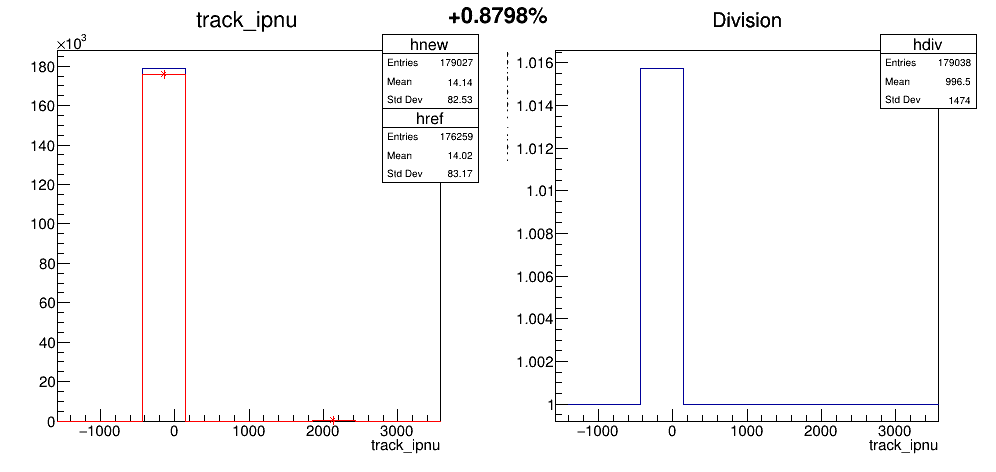 track_ipnu
+0.8798%
Division
×10³
hnew
Entries 179027
Mean 14.14
Std Dev 82.53
href
Entries 176259
Mean 14.02
Std Dev 83.17
180
160
140
120
100
80
60
40
20
0
−1000 0 1000 2000 3000
track_ipnu
hdiv
Entries 179038
Mean 996.5
Std Dev 1474
1.016
1.014
1.012
1.01
1.008
1.006
1.004
1.002
1
−1000 0 1000 2000 3000
track_ipnu